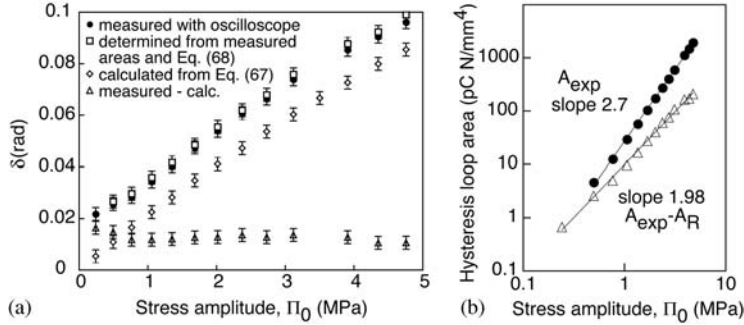 0.1
0.08
0.06
0.04
0.02
0
δ(rad)
measured with oscilloscope
determined from measured
areas and Eq. (68)
calculated from Eq. (67)
measured - calc.
0 1 2 3 4 5
(a) Stress amplitude, Π0 (MPa)
Hysteresis loop area (pC N/mm4)
1000
100
10
1
0.1
Aexp
slope 2.7
slope 1.98
Aexp-AR
0.1 1 10
(b) Stress amplitude, Π0 (MPa)